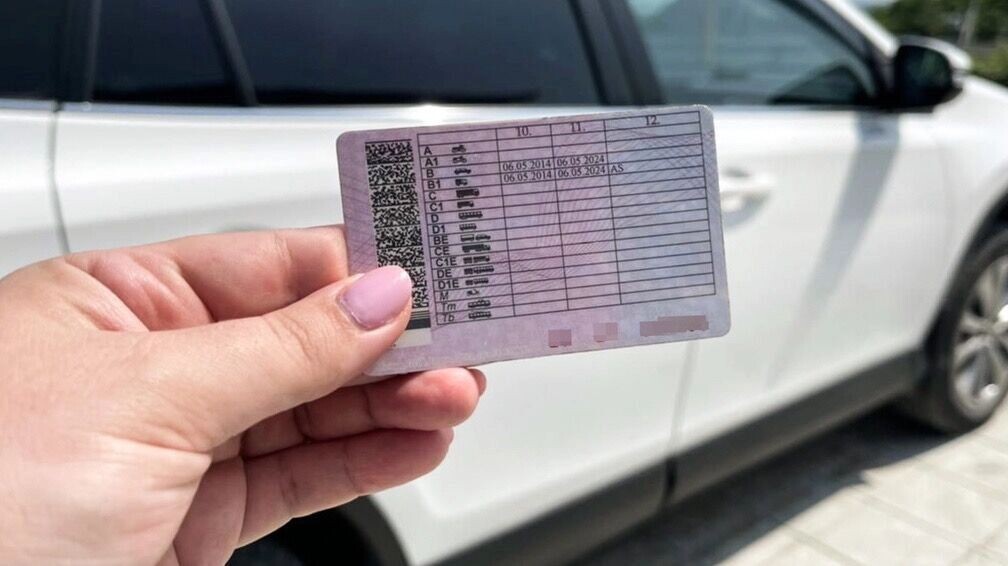 10. 11. 12.
A
A1
B 06.05.2014 06.05.2024
B1 06.05.2014 06.05.2024 AS
C
C1
D
D1
BE
CE
C1E
DE
D1E
M
Tm
Tb